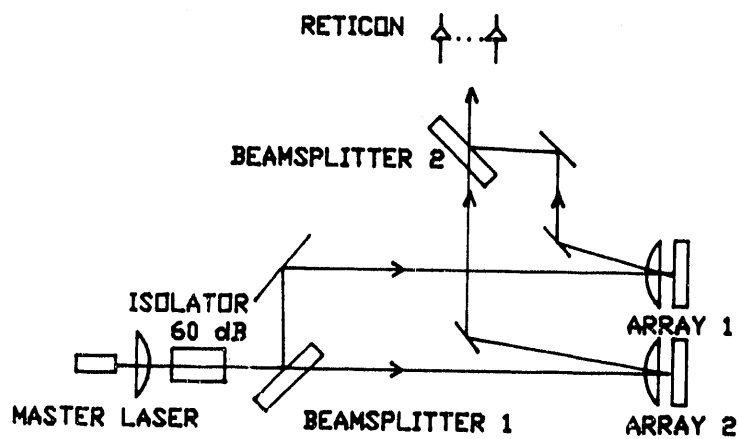 RETICON
BEAMSPLITTER 2
ISOLATOR
60 dB
ARRAY 1
MASTER LASER
BEAMSPLITTER 1
ARRAY 2